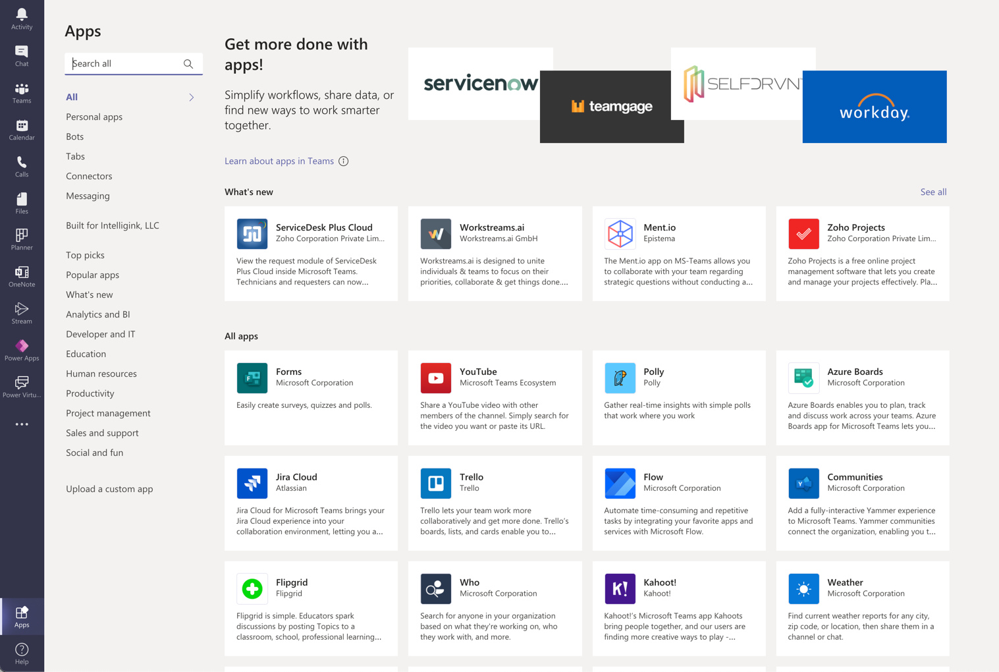 Activity
Chat
Teams
Calendar
Calls
Files
Planner
OneNote
Stream
Power Apps
Power Virtu...
Apps
Help
Apps
Search all
All
Personal apps
Bots
Tabs
Connectors
Messaging
Built for Intelligink, LLC
Top picks
Popular apps
What's new
Analytics and BI
Developer and IT
Education
Human resources
Productivity
Project management
Sales and support
Social and fun
Upload a custom app
Get more done with
apps!
Simplify workflows, share data, or
find new ways to work smarter
together.
Learn about apps in Teams
servicenow
teamgage
SELFDRVN
workday.
What's new
See all
ServiceDesk Plus Cloud
Zoho Corporation Private Lim...
View the request module of ServiceDesk
Plus Cloud inside Microsoft Teams.
Technicians and requesters can now...
Workstreams.ai
Workstreams.ai GmbH
Workstreams.ai is designed to unite
individuals & teams to focus on their
priorities, collaborate & get things done....
Ment.io
Epistema
The Ment.io app on MS-Teams allows you
to collaborate with your team regarding
strategic questions without conducting a...
Zoho Projects
Zoho Corporation Private Lim...
Zoho Projects is a free online project
management software that lets you create
and manage your projects effectively. Pla...
All apps
Forms
Microsoft Corporation
Easily create surveys, quizzes and polls.
YouTube
Microsoft Teams Ecosystem
Share a YouTube video with other
members of the channel. Simply search for
the video you want or paste its URL.
Polly
Polly
Gather real-time insights with simple polls
that work where you work
Azure Boards
Microsoft Corporation
Azure Boards enables you to plan, track
and discuss work across your teams. Azure
Boards app for Microsoft Teams lets you...
Jira Cloud
Atlassian
Jira Cloud for Microsoft Teams brings your
Jira Cloud experience into your
collaboration environment, letting you a...
Trello
Trello
Trello lets your team work more
collaboratively and get more done. Trello's
boards, lists, and cards enable you to...
Flow
Microsoft Corporation
Automate time-consuming and repetitive
tasks by integrating your favorite apps and
services with Microsoft Flow.
Communities
Microsoft Corporation
Add a fully-interactive Yammer experience
to Microsoft Teams. Yammer communities
connect the organization, enabling you t...
Flipgrid
Flipgrid
Flipgrid is simple. Educators spark
discussions by posting Topics to a
classroom, school, professional learning...
Who
Microsoft Corporation
Search for anyone in your organization
based on what they're working on, who
they work with, and more.
K!
Kahoot!
Kahoot!
Kahoot!'s Microsoft Teams app Kahoots
bring people together, and our users are
finding more creative ways to play -...
Weather
Microsoft Corporation
Find current weather reports for any city,
zip code, or location, then share them in a
channel or chat.